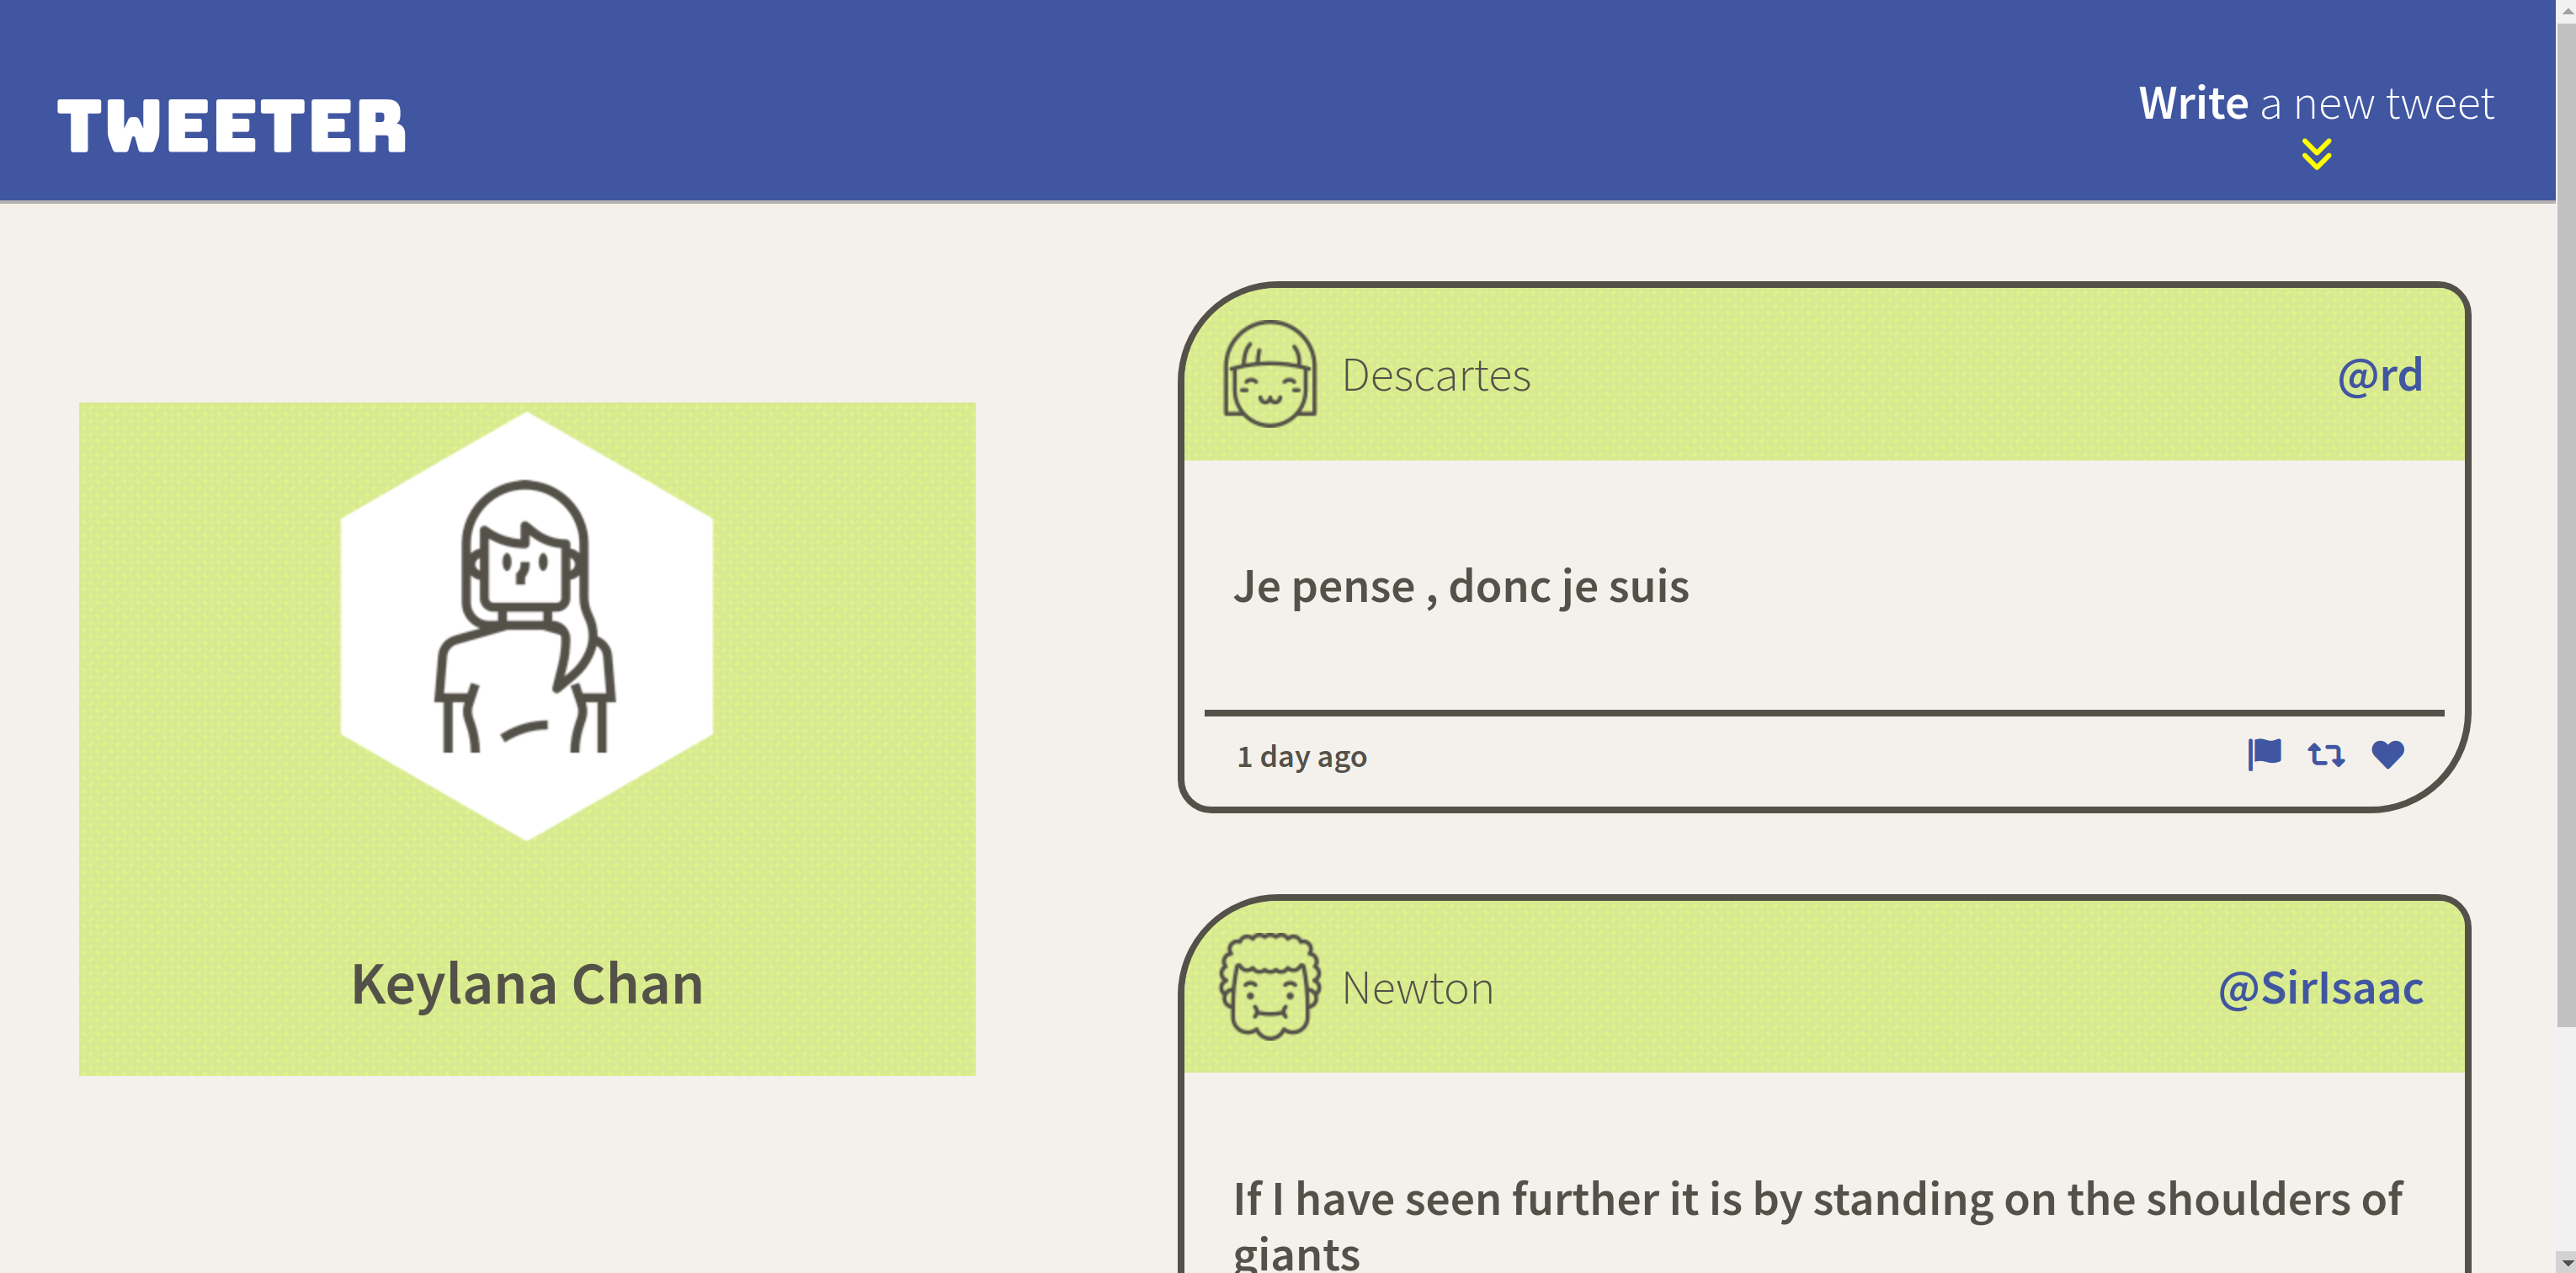 TWEETER
Write a new tweet
Keylana Chan
Descartes
@rd
Je pense , donc je suis
1 day ago
Newton
@SirIsaac
If I have seen further it is by standing on the shoulders of
giants